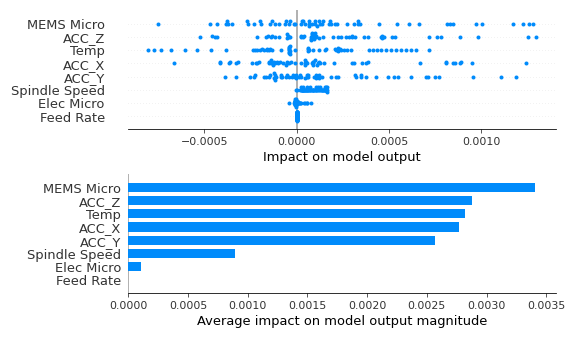 MEMS Micro
ACC_Z
Temp
ACC_X
ACC_Y
Spindle Speed
Elec Micro
Feed Rate
−0.0005 0.0000 0.0005 0.0010
Impact on model output
MEMS Micro
ACC_Z
Temp
ACC_X
ACC_Y
Spindle Speed
Elec Micro
Feed Rate
0.0000 0.0005 0.0010 0.0015 0.0020 0.0025 0.0030 0.0035
Average impact on model output magnitude